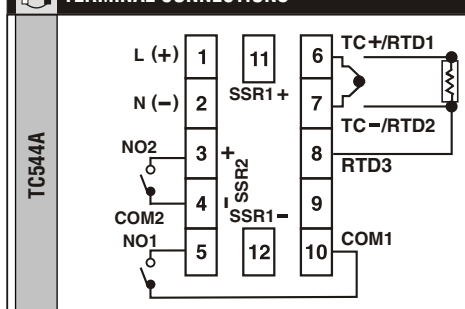 TERMINAL CONNECTIONS
TC544A
L (+) 1 11 6 TC+/RTD1
SSR1+
N (−) 2 7 TC−/RTD2
NO2 3 + SSR2 8 RTD3
COM2 4 - SSR1− 9
NO1 5 12 10 COM1